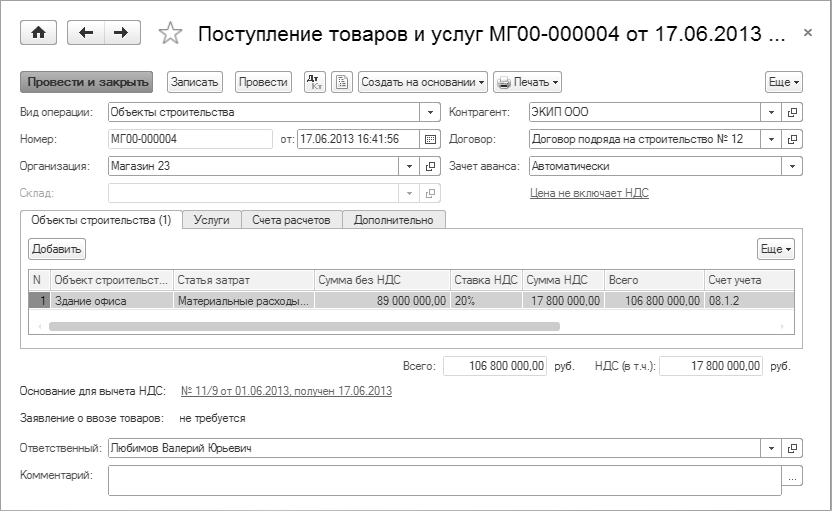 Поступление товаров и услуг МГ00-000004 от 17.06.2013 ... ×
Провести и закрыть Записать Провести Дт Кт Создать на основании Печать Еще
Вид операции: Объекты строительства Контрагент: ЭКИП ООО
Номер: МГ00-000004 от: 17.06.2013 16:41:56 Договор: Договор подряда на строительство № 12
Организация: Магазин 23 Зачет аванса: Автоматически
Склад: Цена не включает НДС
Объекты строительства (1) Услуги Счета расчетов Дополнительно
Добавить Еще
N Объект строительст... Статья затрат Сумма без НДС Ставка НДС Сумма НДС Всего Счет учета
1 Здание офиса Материальные расходы... 89 000 000,00 20% 17 800 000,00 106 800 000,00 08.1.2
Всего: 106 800 000,00 руб. НДС (в т.ч.): 17 800 000,00 руб.
Основание для вычета НДС: № 11/9 от 01.06.2013, получен 17.06.2013
Заявление о ввозе товаров: не требуется
Ответственный: Любимов Валерий Юрьевич
Комментарий: ...